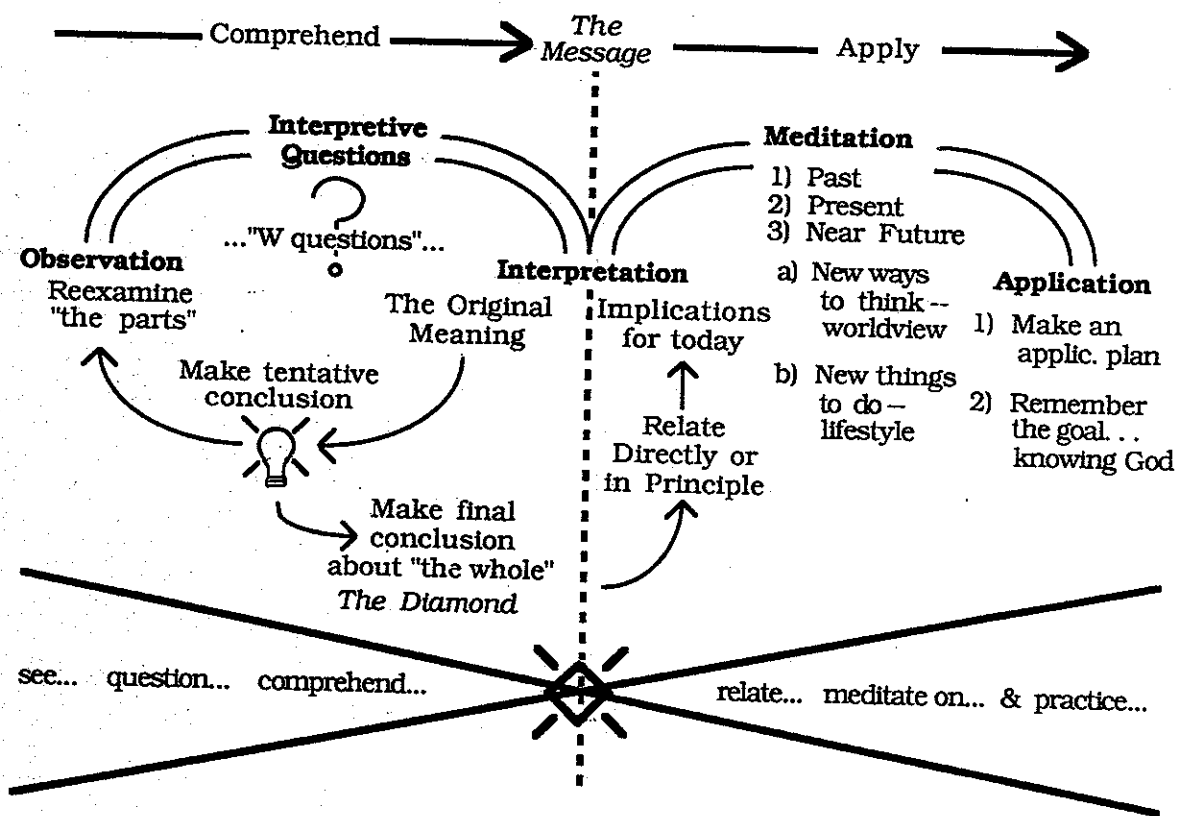 Comprehend
The
Message
Apply
Interpretive
Questions
..."W questions"...
Observation
Reexamine
"the parts"
Interpretation
The Original
Meaning
Implications
for today
Make tentative
conclusion
Relate
Directly or
in Principle
Make final
conclusion
about "the whole"
The Diamond
Meditation
1) Past
2) Present
3) Near Future
a) New ways
to think --
worldview
b) New things
to do –
lifestyle
Application
1) Make an
applic. plan
2) Remember
the goal. . .
knowing God
see... question... comprehend...
relate... meditate on... & practice...